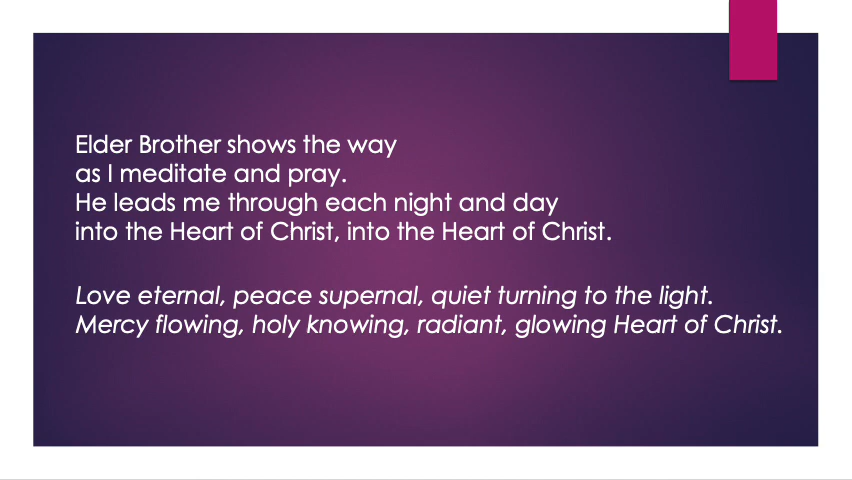 Elder Brother shows the way
as I meditate and pray.
He leads me through each night and day
into the Heart of Christ, into the Heart of Christ.
Love eternal, peace supernal, quiet turning to the light.
Mercy flowing, holy knowing, radiant, glowing Heart of Christ.